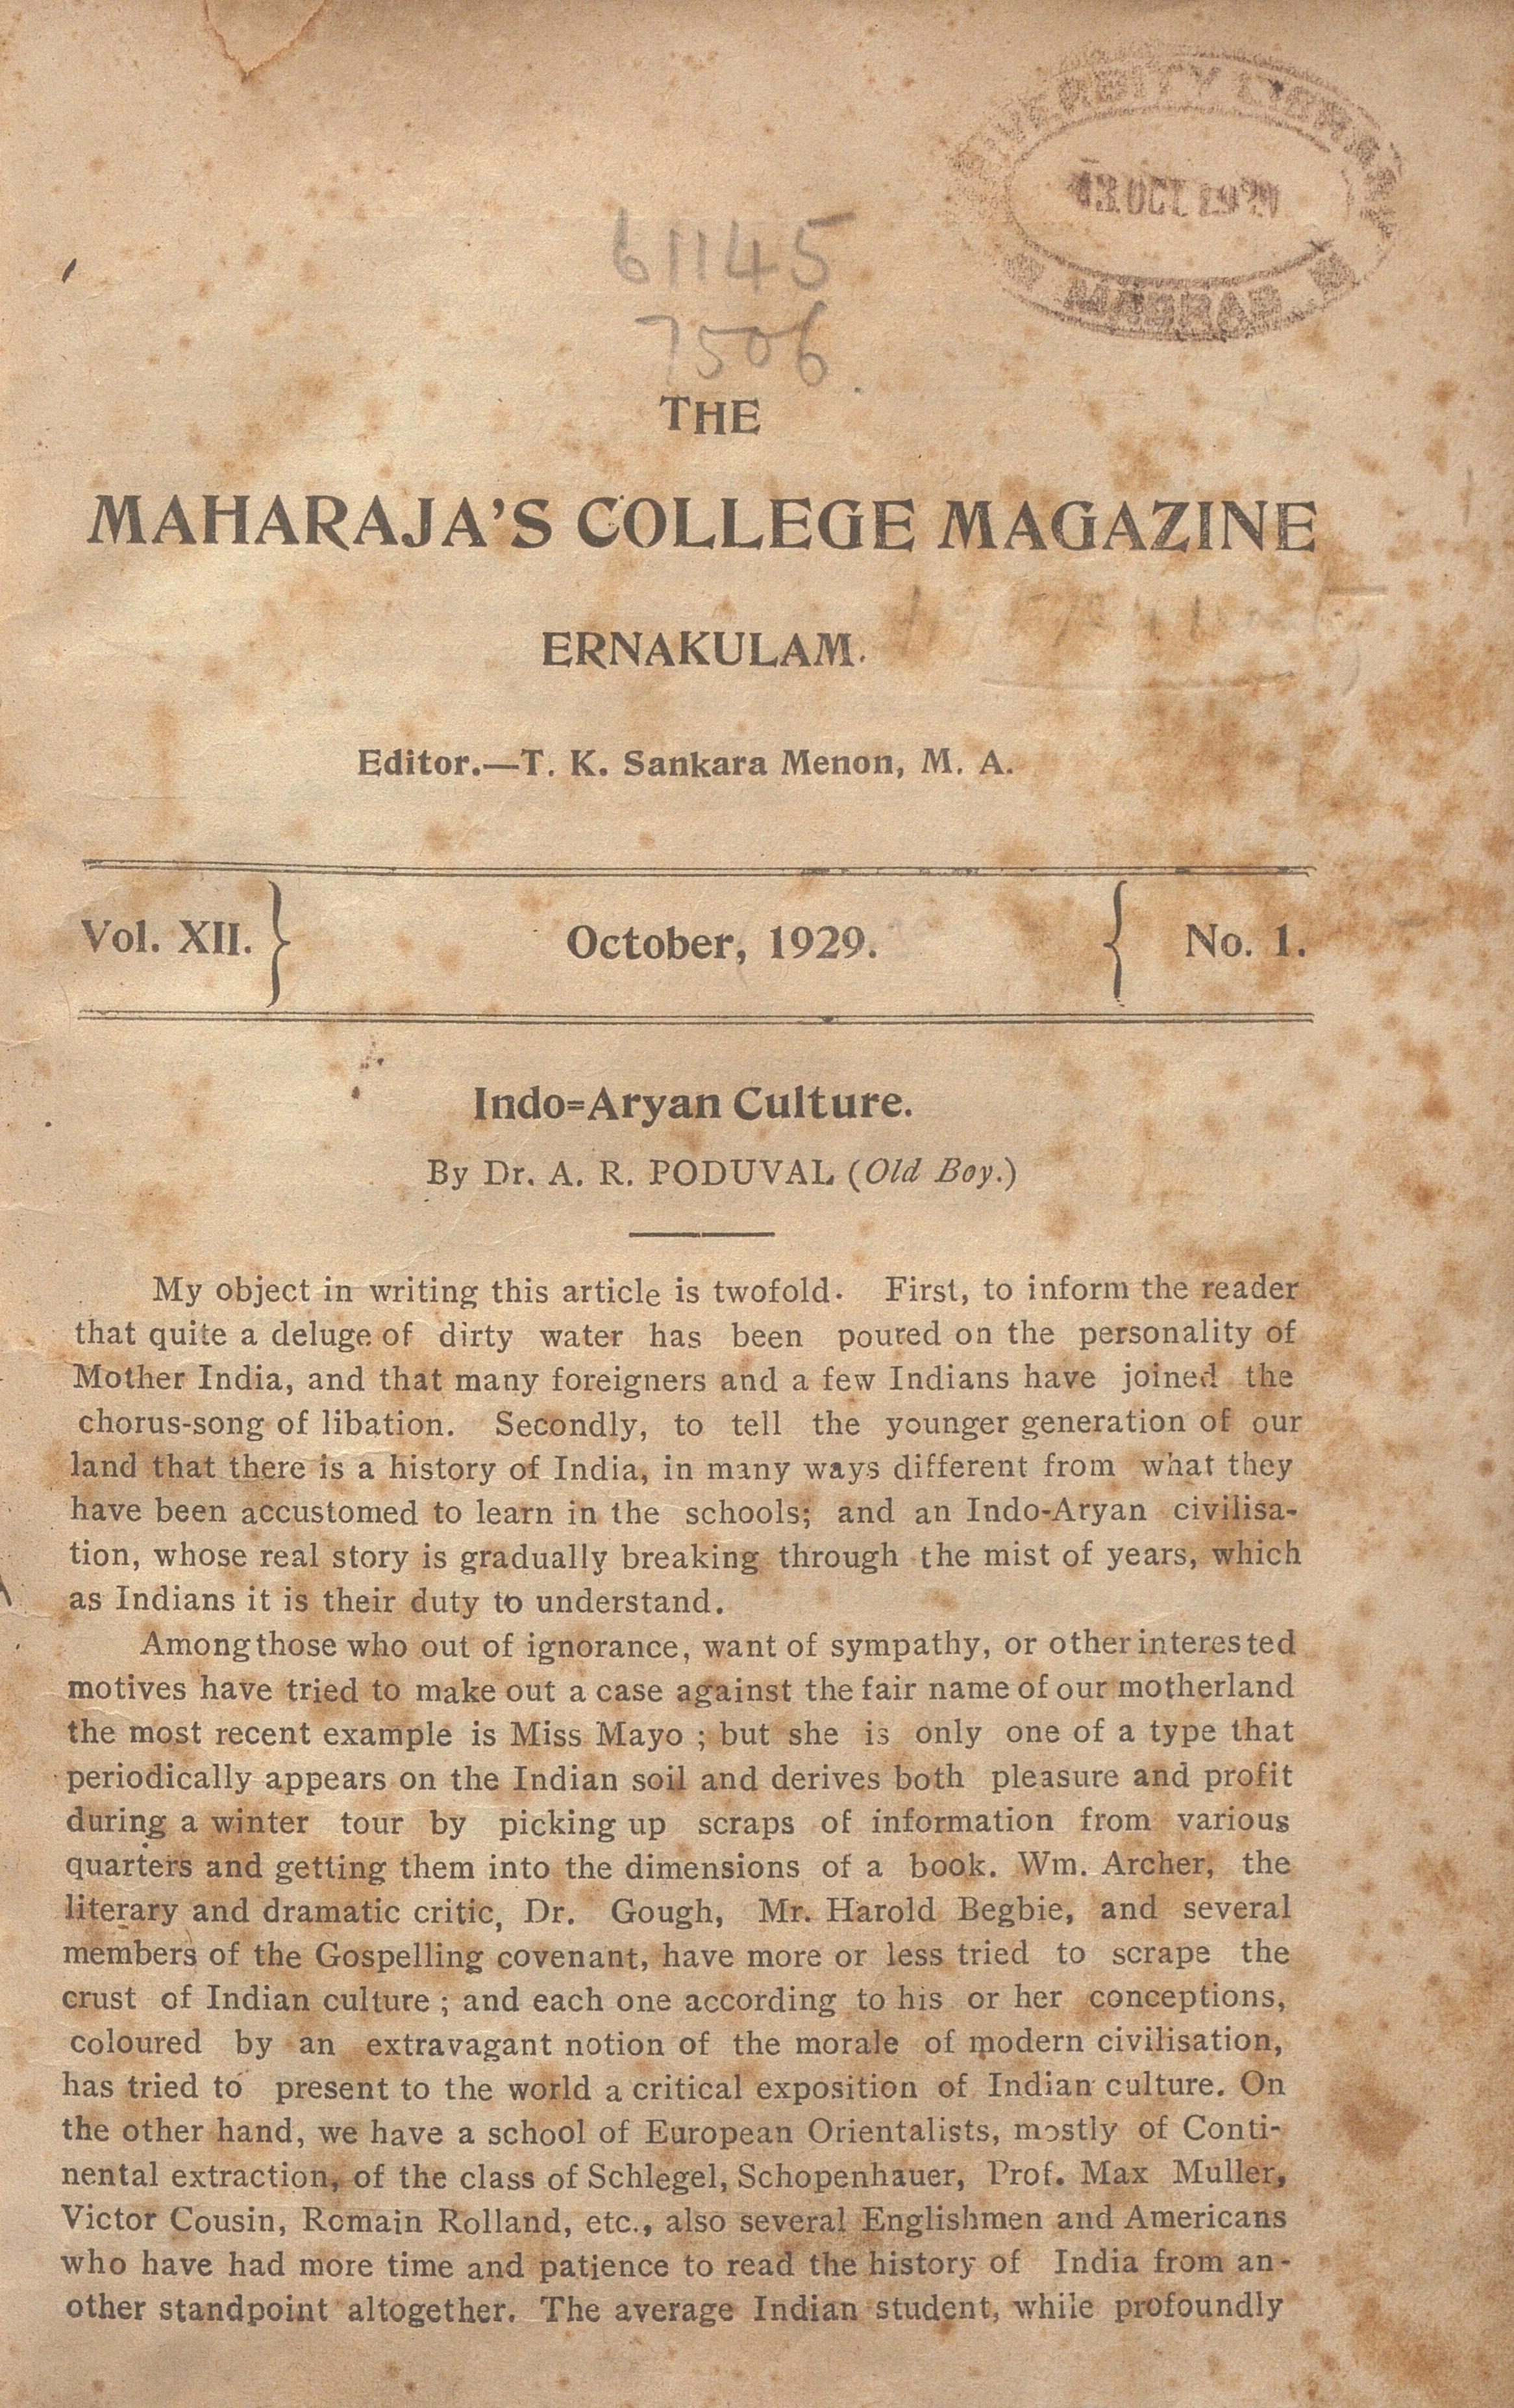 UNIVERSITY LIBRARY
13 OCT 1929
MADRAS
61145
7506
THE
MAHARAJA'S COLLEGE MAGAZINE
ERNAKULAM.
Editor.—T. K. Sankara Menon, M. A.
Vol. XII. } October, 1929. { No. 1.
Indo=Aryan Culture.
By Dr. A. R. PODUVAL (Old Boy.)
My object in writing this article is twofold. First, to inform the reader
that quite a deluge of dirty water has been poured on the personality of
Mother India, and that many foreigners and a few Indians have joined the
chorus-song of libation. Secondly, to tell the younger generation of our
land that there is a history of India, in many ways different from what they
have been accustomed to learn in the schools; and an Indo-Aryan civilisa-
tion, whose real story is gradually breaking through the mist of years, which
as Indians it is their duty to understand.
Among those who out of ignorance, want of sympathy, or other interested
motives have tried to make out a case against the fair name of our motherland
the most recent example is Miss Mayo ; but she is only one of a type that
periodically appears on the Indian soil and derives both pleasure and profit
during a winter tour by picking up scraps of information from various
quarters and getting them into the dimensions of a book. Wm. Archer, the
literary and dramatic critic, Dr. Gough, Mr. Harold Begbie, and several
members of the Gospelling covenant, have more or less tried to scrape the
crust of Indian culture ; and each one according to his or her conceptions,
coloured by an extravagant notion of the morale of modern civilisation,
has tried to present to the world a critical exposition of Indian culture. On
the other hand, we have a school of European Orientalists, mostly of Conti-
nental extraction, of the class of Schlegel, Schopenhauer, Prof. Max Muller,
Victor Cousin, Romain Rolland, etc., also several Englishmen and Americans
who have had more time and patience to read the history of India from an-
other standpoint altogether. The average Indian student, while profoundly